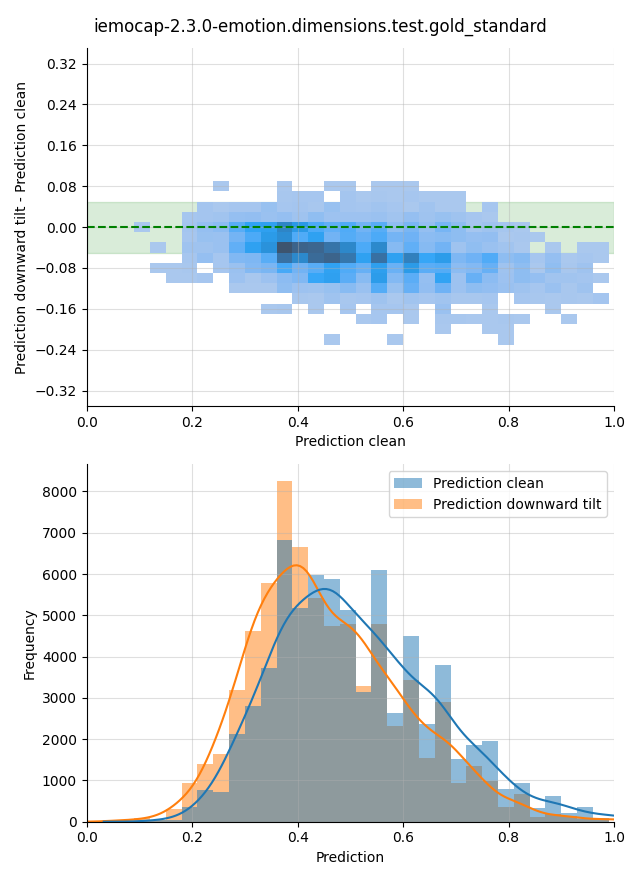 iemocap-2.3.0-emotion.dimensions.test.gold_standard
Prediction downward tilt - Prediction clean
0.32
0.24
0.16
0.08
0.00
−0.08
−0.16
−0.24
−0.32
0.0 0.2 0.4 0.6 0.8 1.0
Prediction clean
Frequency
8000
7000
6000
5000
4000
3000
2000
1000
0
Prediction clean
Prediction downward tilt
0.0 0.2 0.4 0.6 0.8 1.0
Prediction